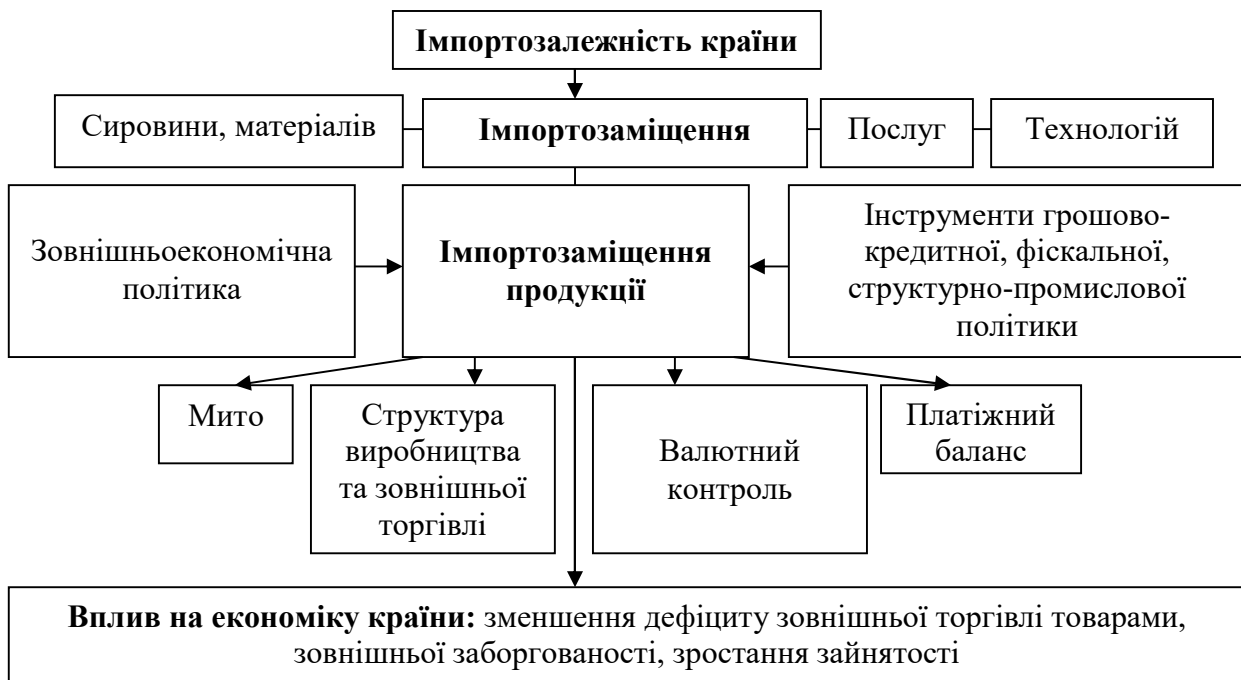 Імпортозалежність країни
Сировини, матеріалів
Імпортозаміщення
Послуг
Технологій
Зовнішньоекономічна
політика
Імпортозаміщення
продукції
Інструменти грошово-
кредитної, фіскальної,
структурно-промислової
політики
Мито
Структура
виробництва
та зовнішньої
торгівлі
Валютний
контроль
Платіжний
баланс
Вплив на економіку країни: зменшення дефіциту зовнішньої торгівлі товарами,
зовнішньої заборгованості, зростання зайнятості